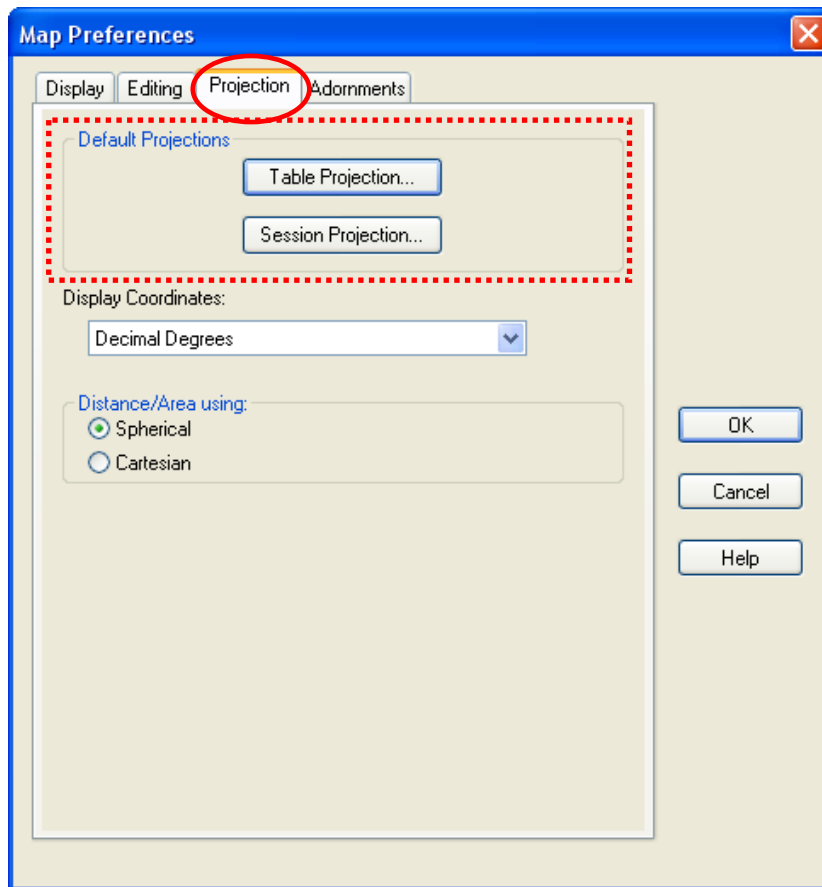 Map Preferences
Display Editing Projection Adornments
Default Projections
Table Projection...
Session Projection...
Display Coordinates:
Decimal Degrees
Distance/Area using:
Spherical
Cartesian
OK
Cancel
Help